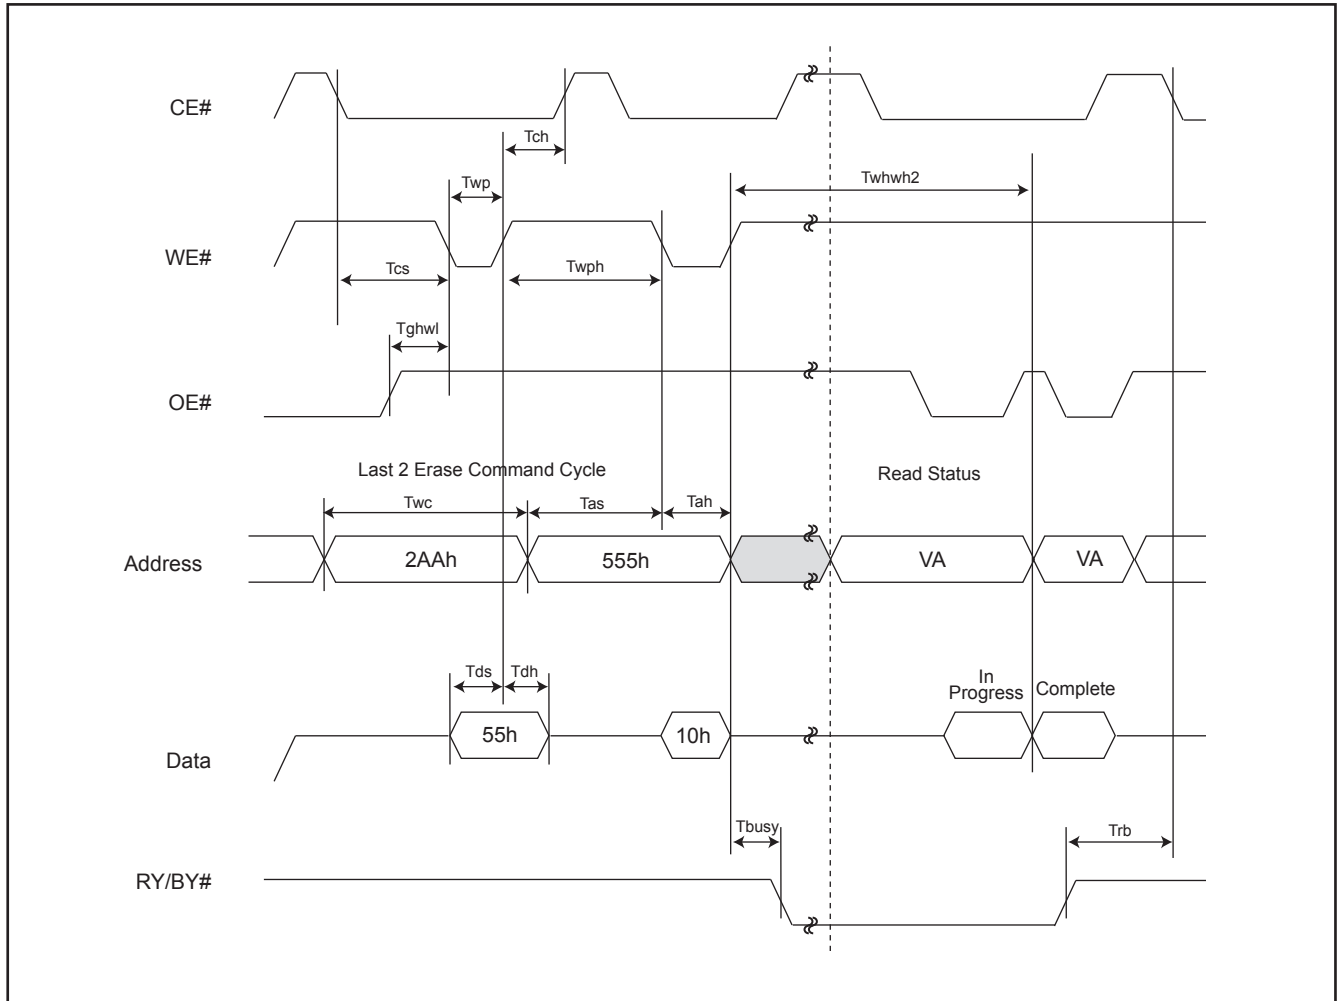 CE#
Tch
Twhwh2
Twp
WE#
Tcs
Twph
Tghwl
OE#
Last 2 Erase Command Cycle
Read Status
Twc
Tas
Tah
Address
2AAh
555h
VA
VA
Tds
Tdh
In
Progress
Complete
55h
10h
Data
Tbusy
Trb
RY/BY#